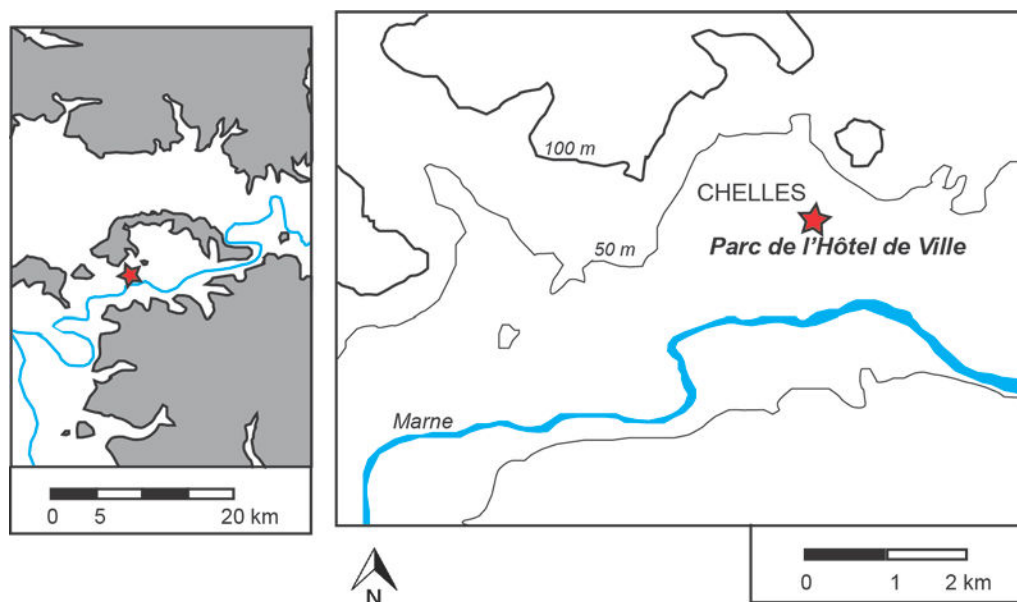 0 5 20 km
100 m
CHELLES
50 m
Parc de l'Hôtel de Ville
Marne
N
0 1 2 km